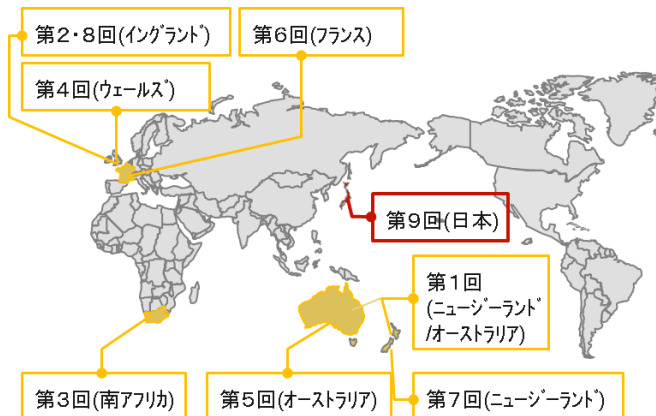 第2・8回(イングランド)
第6回(フランス)
第4回(ウェールズ)
第9回(日本)
第1回
(ニュージーランド
/オーストラリア)
第3回(南アフリカ)
第5回(オーストラリア)
第7回(ニュージーランド)